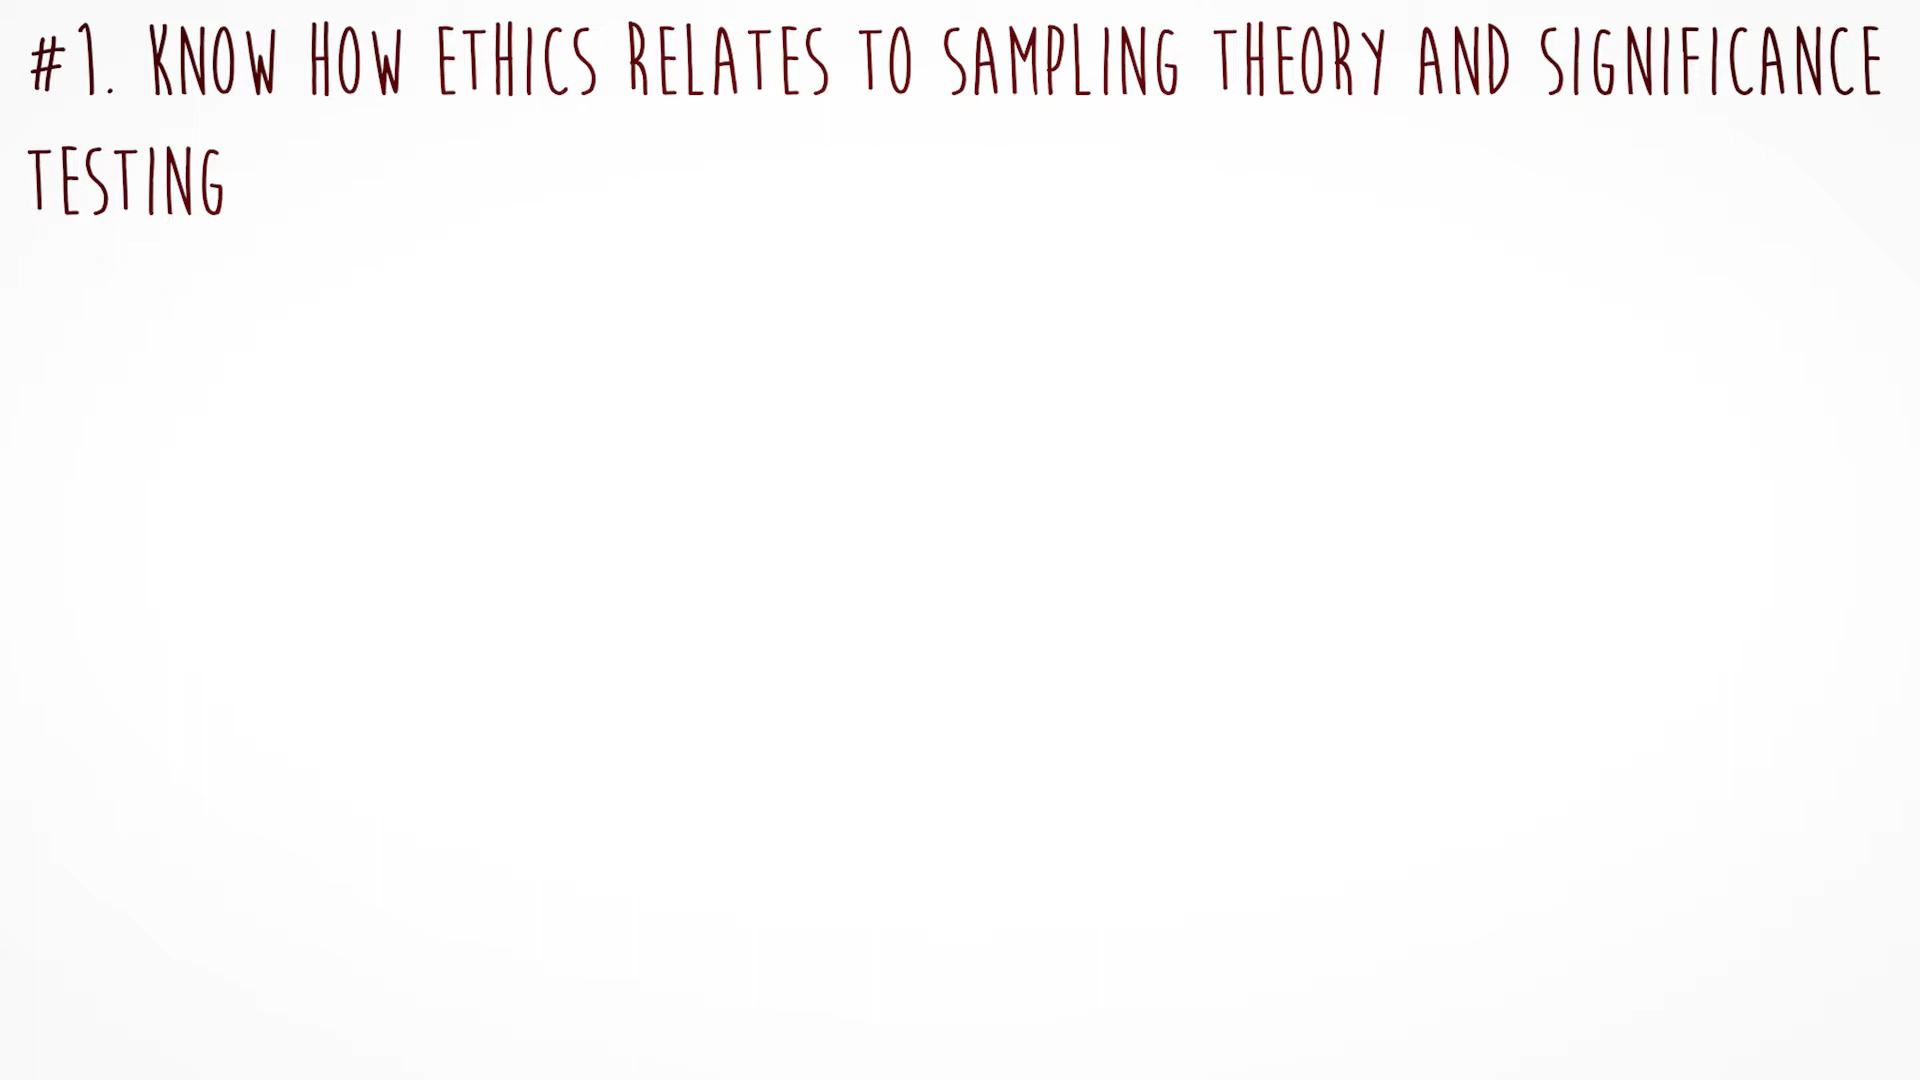 #1. KNOW HOW ETHICS RELATES TO SAMPLING THEORY AND SIGNIFICANCE
TESTING